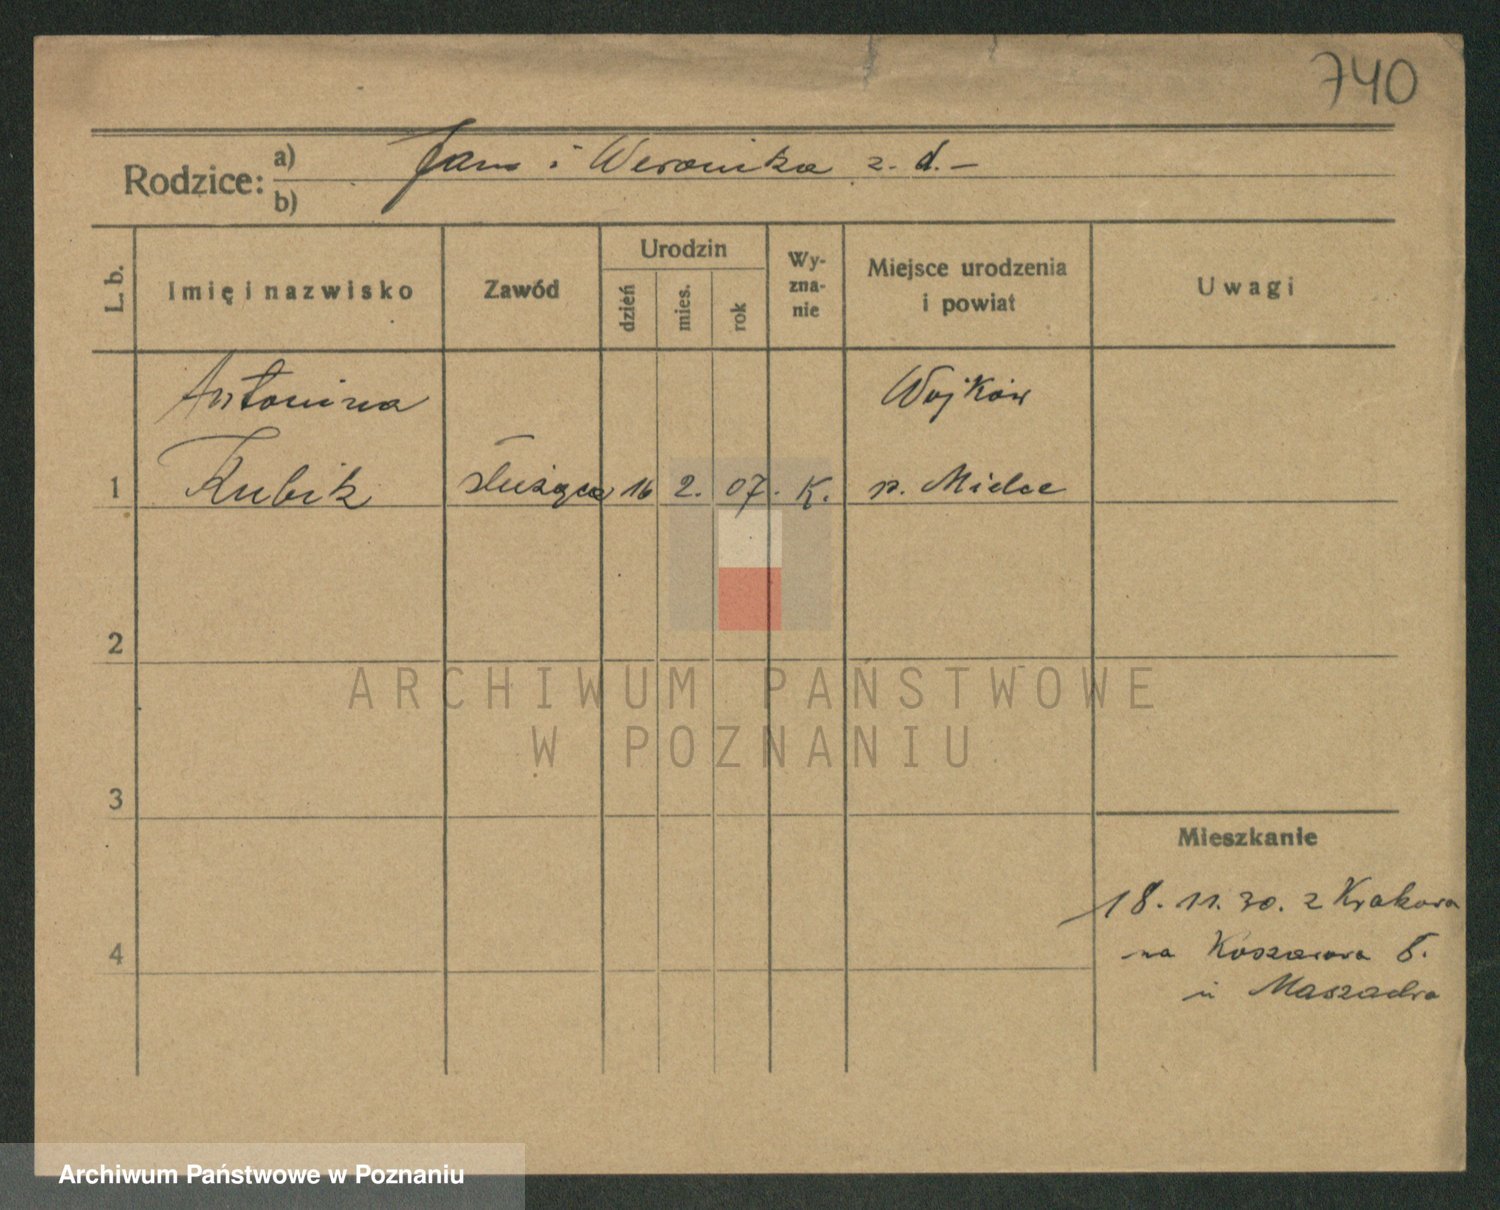 740
Rodzice: a) Jan i Weronika z. d. —
b)
L. b.
Imię i nazwisko
Zawód
Urodzin
dzień
mies.
rok
Wy-
zna-
nie
Miejsce urodzenia
i powiat
Uwagi
Antonina
Wojków
1 Kubik służąca 16 2. 07. K. p. Mielec
2
3
4
Mieszkanie
18. 11. 30. z Krakowa
na Koszarowa 8.
u
ARCHIWUM PAŃSTWOWE
W POZNANIU
Archiwum Państwowe w Poznaniu